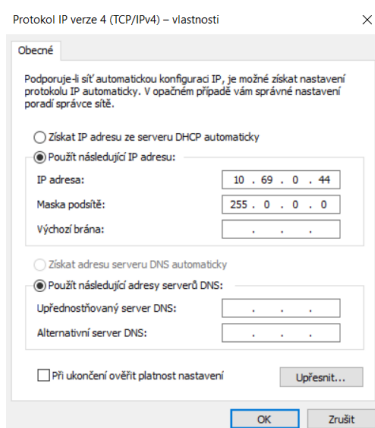 Protokol IP verze 4 (TCP/IPv4) – vlastnosti
Obecné
Podporuje-li síť automatickou konfiguraci IP, je možné získat nastavení
protokolu IP automaticky. V opačném případě vám správné nastavení
poradí správce sítě.
Získat IP adresu ze serveru DHCP automaticky
Použít následující IP adresu:
IP adresa: 10 . 69 . 0 . 44
Maska podsítě: 255 . 0 . 0 . 0
Výchozí brána: . . .
Získat adresu serveru DNS automaticky
Použít následující adresy serverů DNS:
Upřednostňovaný server DNS: . . .
Alternativní server DNS: . . .
Při ukončení ověřit platnost nastavení Upřesnit...
OK Zrušit